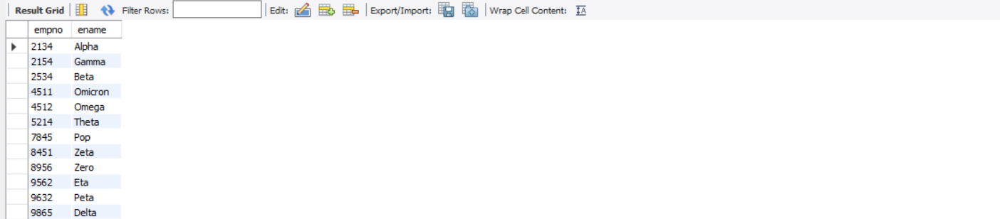 Result Grid Filter Rows: Edit: Export/Import: Wrap Cell Content: IA
empno ename
2134 Alpha
2154 Gamma
2534 Beta
4511 Omicron
4512 Omega
5214 Theta
7845 Pop
8451 Zeta
8956 Zero
9562 Eta
9632 Peta
9865 Delta